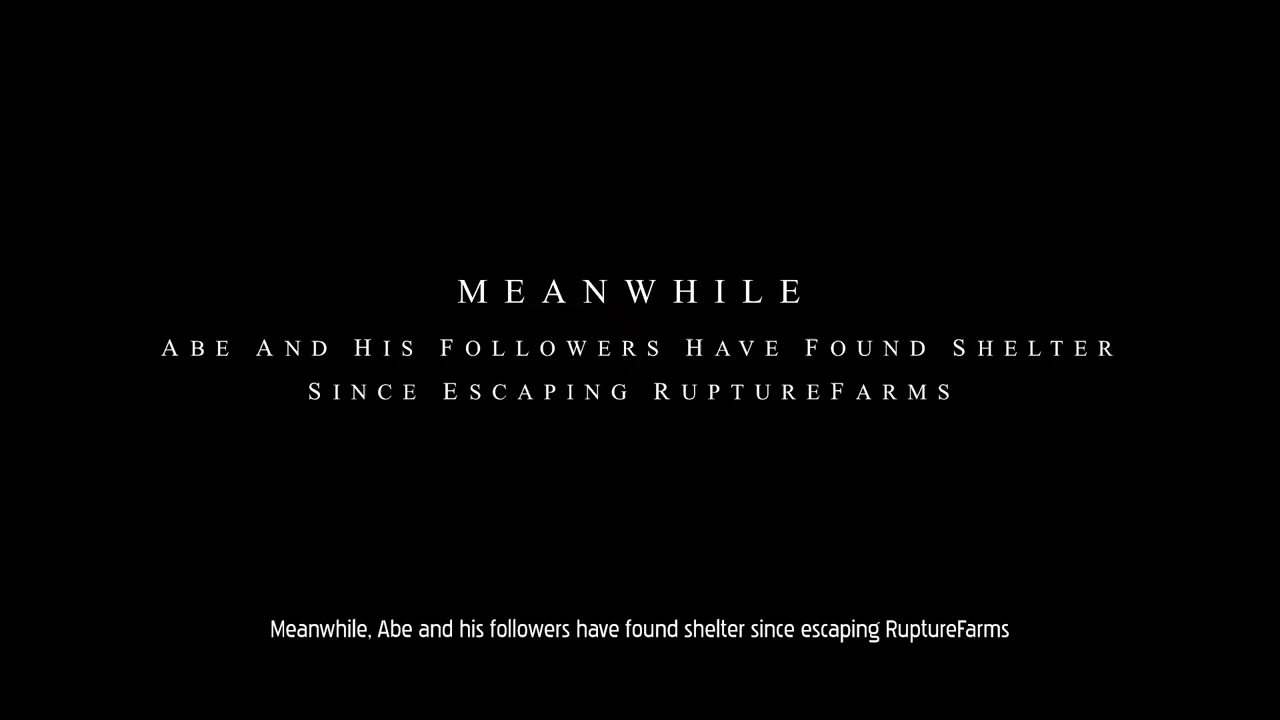 MEANWHILE
ABE AND HIS FOLLOWERS HAVE FOUND SHELTER
SINCE ESCAPING RUPTUREFARMS
Meanwhile, Abe and his followers have found shelter since escaping RuptureFarms